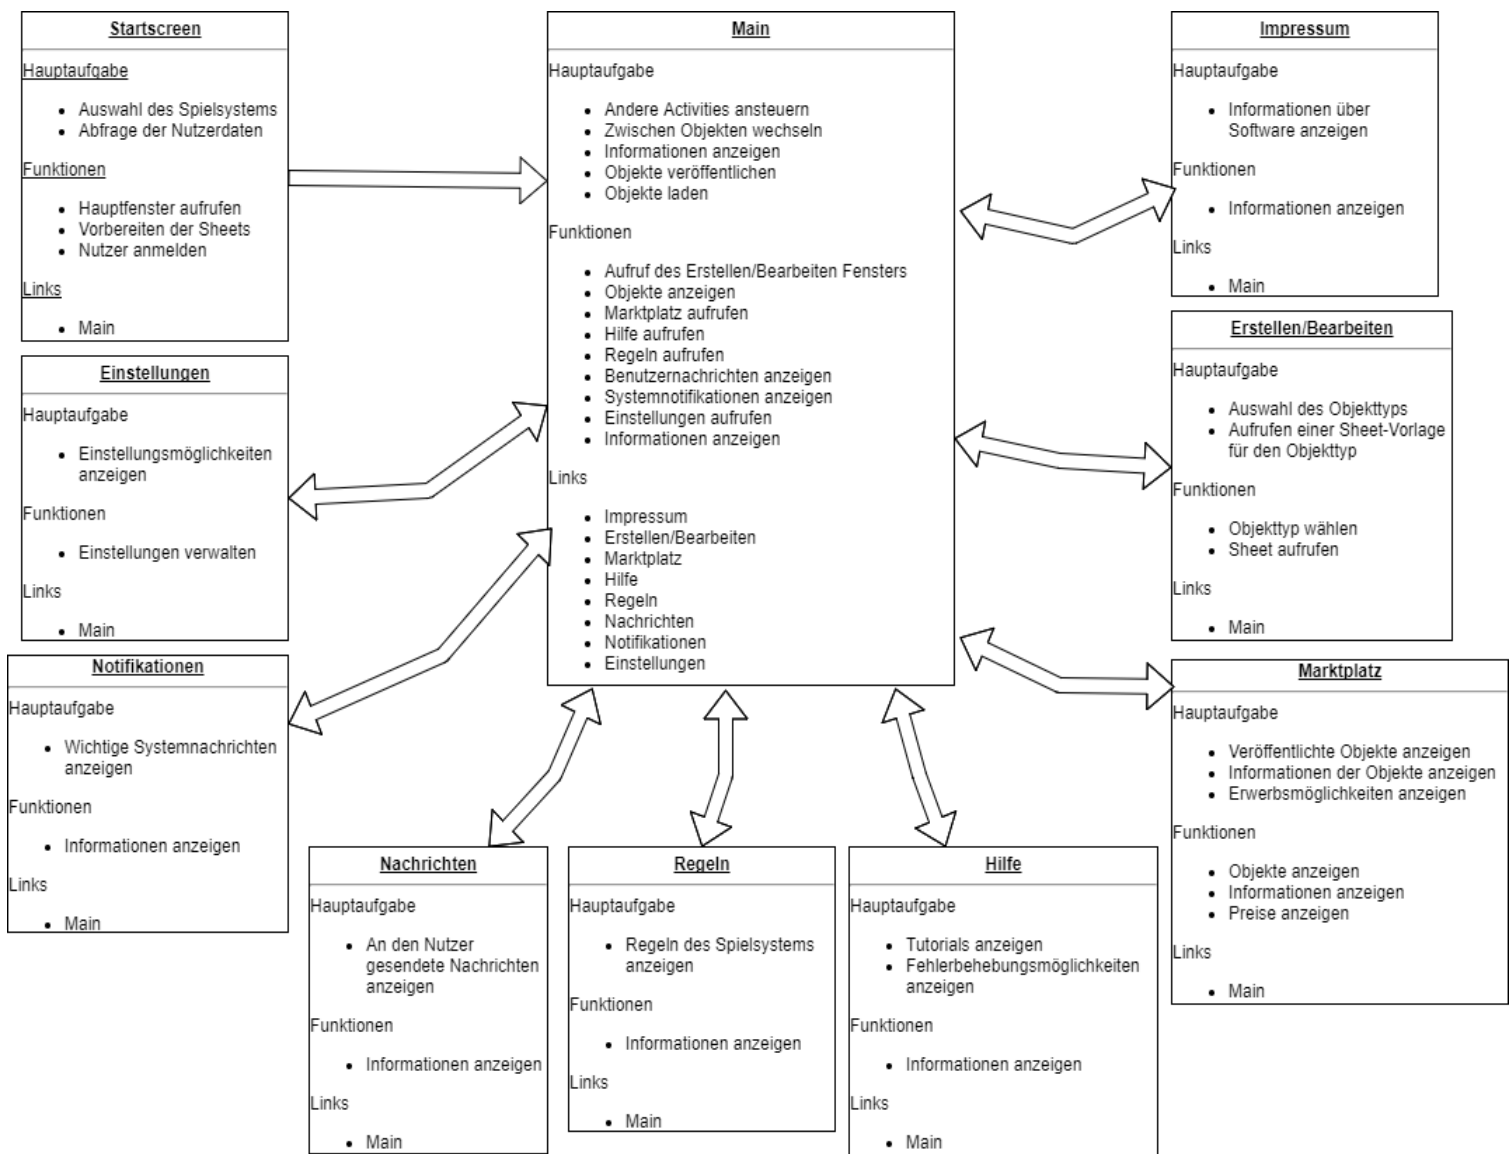 Startscreen
Hauptaufgabe
Auswahl des Spielsystems
Abfrage der Nutzerdaten
Funktionen
Hauptfenster aufrufen
Vorbereiten der Sheets
Nutzer anmelden
Links
Main
Einstellungen
Hauptaufgabe
Einstellungsmöglichkeiten
anzeigen
Funktionen
Einstellungen verwalten
Links
Main
Notifikationen
Hauptaufgabe
Wichtige Systemnachrichten
anzeigen
Funktionen
Informationen anzeigen
Links
Main
Main
Hauptaufgabe
Andere Activities ansteuern
Zwischen Objekten wechseln
Informationen anzeigen
Objekte veröffentlichen
Objekte laden
Funktionen
Aufruf des Erstellen/Bearbeiten Fensters
Objekte anzeigen
Marktplatz aufrufen
Hilfe aufrufen
Regeln aufrufen
Benutzernachrichten anzeigen
Systemnotifikationen anzeigen
Einstellungen aufrufen
Informationen anzeigen
Links
Impressum
Erstellen/Bearbeiten
Marktplatz
Hilfe
Regeln
Nachrichten
Notifikationen
Einstellungen
Nachrichten
Hauptaufgabe
An den Nutzer
gesendete Nachrichten
anzeigen
Funktionen
Informationen anzeigen
Links
Main
Regeln
Hauptaufgabe
Regeln des Spielsystems
anzeigen
Funktionen
Informationen anzeigen
Links
Main
Hilfe
Hauptaufgabe
Tutorials anzeigen
Fehlerbehebungsmöglichkeiten
anzeigen
Funktionen
Informationen anzeigen
Links
Main
Impressum
Hauptaufgabe
Informationen über
Software anzeigen
Funktionen
Informationen anzeigen
Links
Main
Erstellen/Bearbeiten
Hauptaufgabe
Auswahl des Objekttyps
Aufrufen einer Sheet-Vorlage
für den Objekttyp
Funktionen
Objekttyp wählen
Sheet aufrufen
Links
Main
Marktplatz
Hauptaufgabe
Veröffentlichte Objekte anzeigen
Informationen der Objekte anzeigen
Erwerbsmöglichkeiten anzeigen
Funktionen
Objekte anzeigen
Informationen anzeigen
Preise anzeigen
Links
Main